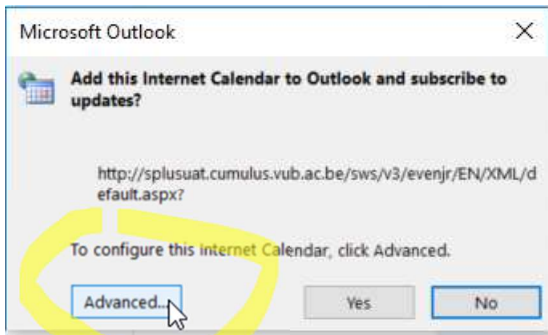 Microsoft Outlook
Add this Internet Calendar to Outlook and subscribe to
updates?
http://splusuat.cumulus.vub.ac.be/sws/v3/evenjr/EN/XML/d
efault.aspx?
To configure this Internet Calendar, click Advanced.
Advanced... Yes No